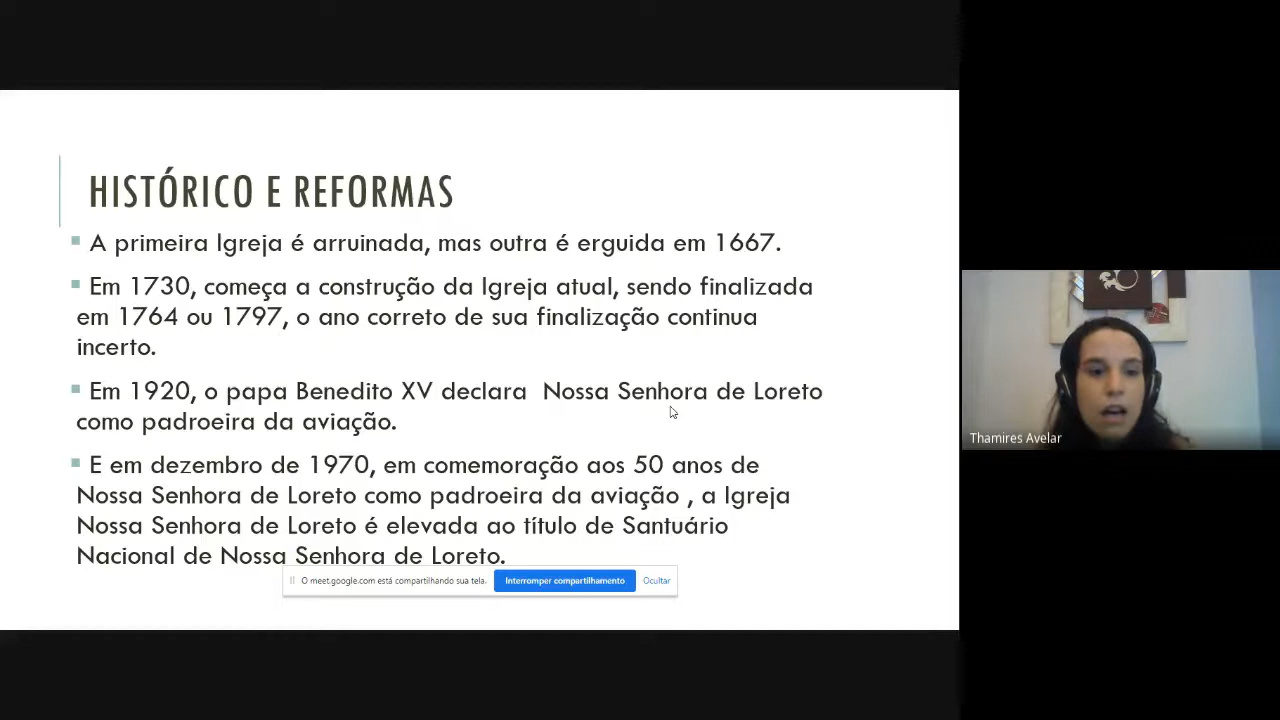 HISTÓRICO E REFORMAS
A primeira Igreja é arruinada, mas outra é erguida em 1667.
Em 1730, começa a construção da Igreja atual, sendo finalizada
em 1764 ou 1797, o ano correto de sua finalização continua
incerto.
Em 1920, o papa Benedito XV declara  Nossa Senhora de Loreto
como padroeira da aviação.
E em dezembro de 1970, em comemoração aos 50 anos de
Nossa Senhora de Loreto como padroeira da aviação , a Igreja
Nossa Senhora de Loreto é elevada ao título de Santuário
Nacional de Nossa Senhora de Loreto.
O meet.google.com está compartilhando sua tela.
Interromper compartilhamento
Ocultar
Thamires Avelar